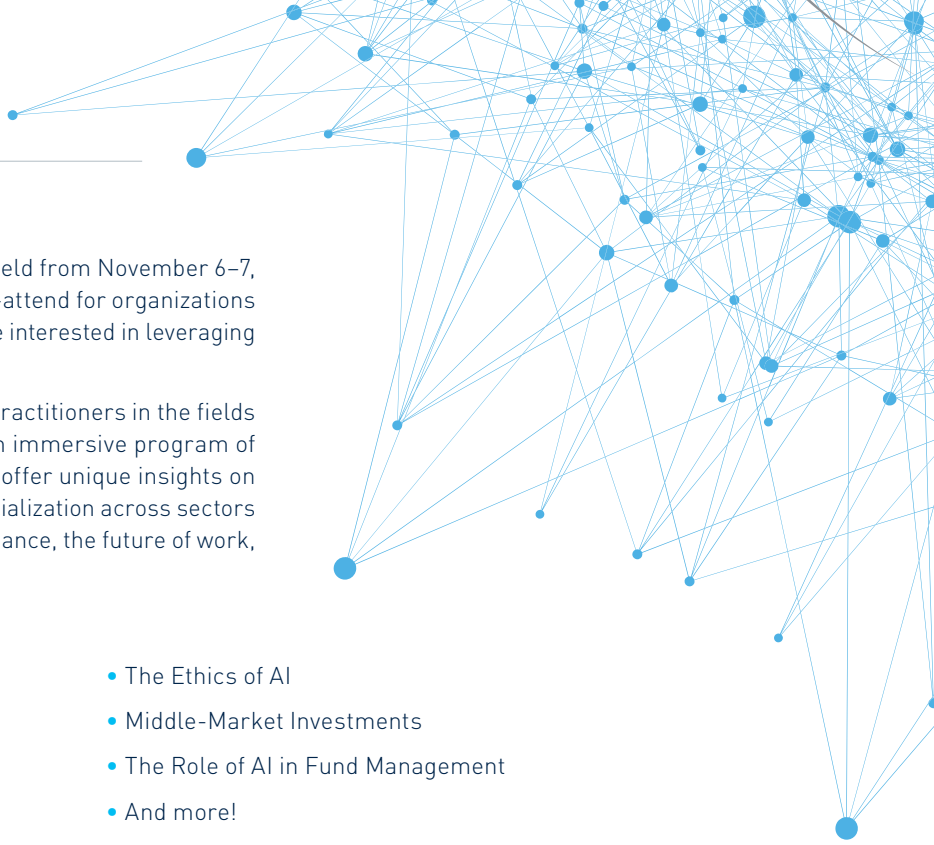 eld from November 6–7,
-attend for organizations
e interested in leveraging
ractitioners in the fields
n immersive program of
offer unique insights on
ialization across sectors
ance, the future of work,
• The Ethics of AI
• Middle-Market Investments
• The Role of AI in Fund Management
• And more!